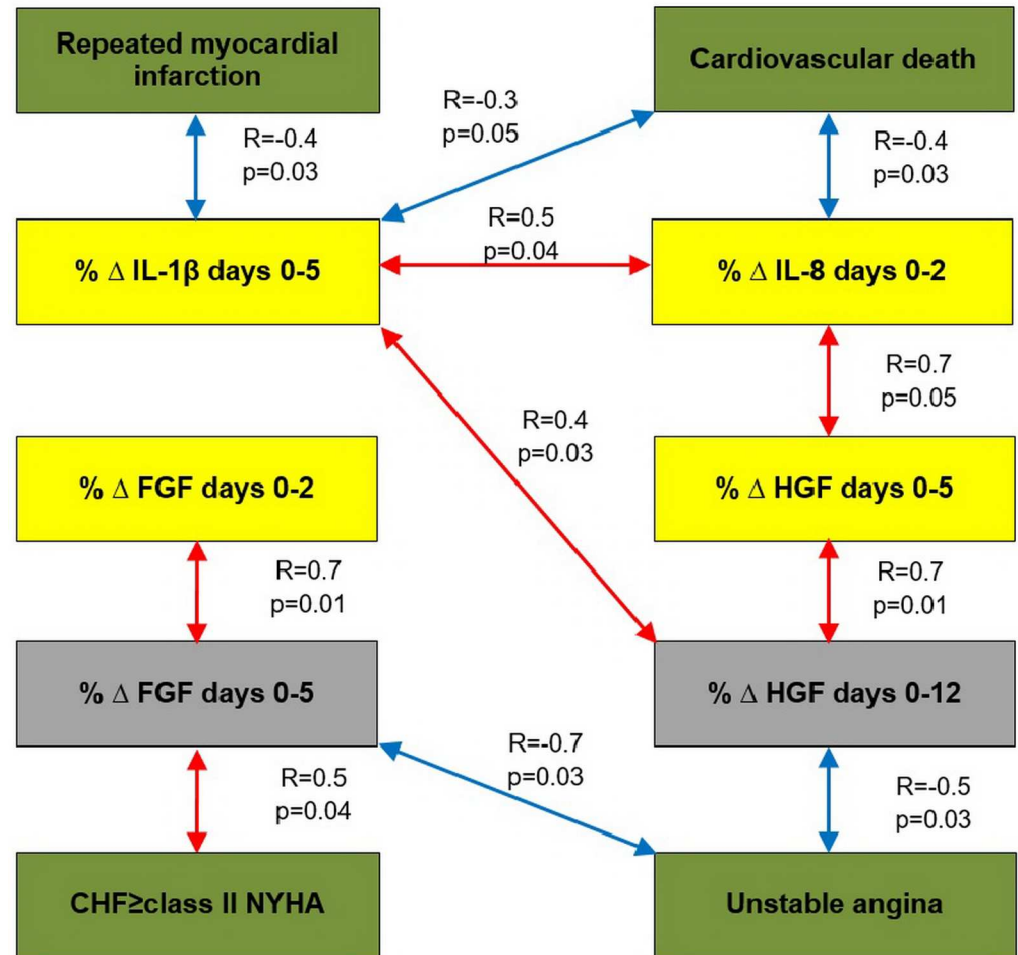 Repeated myocardial
infarction
Cardiovascular death
R=-0.3
p=0.05
R=-0.4
p=0.03
R=-0.4
p=0.03
R=0.5
p=0.04
% Δ IL-1β days 0-5
% Δ IL-8 days 0-2
R=0.7
p=0.05
R=0.4
p=0.03
% Δ FGF days 0-2
% Δ HGF days 0-5
R=0.7
p=0.01
R=0.7
p=0.01
% Δ FGF days 0-5
% Δ HGF days 0-12
R=-0.7
p=0.03
R=0.5
p=0.04
R=-0.5
p=0.03
CHF≥class II NYHA
Unstable angina